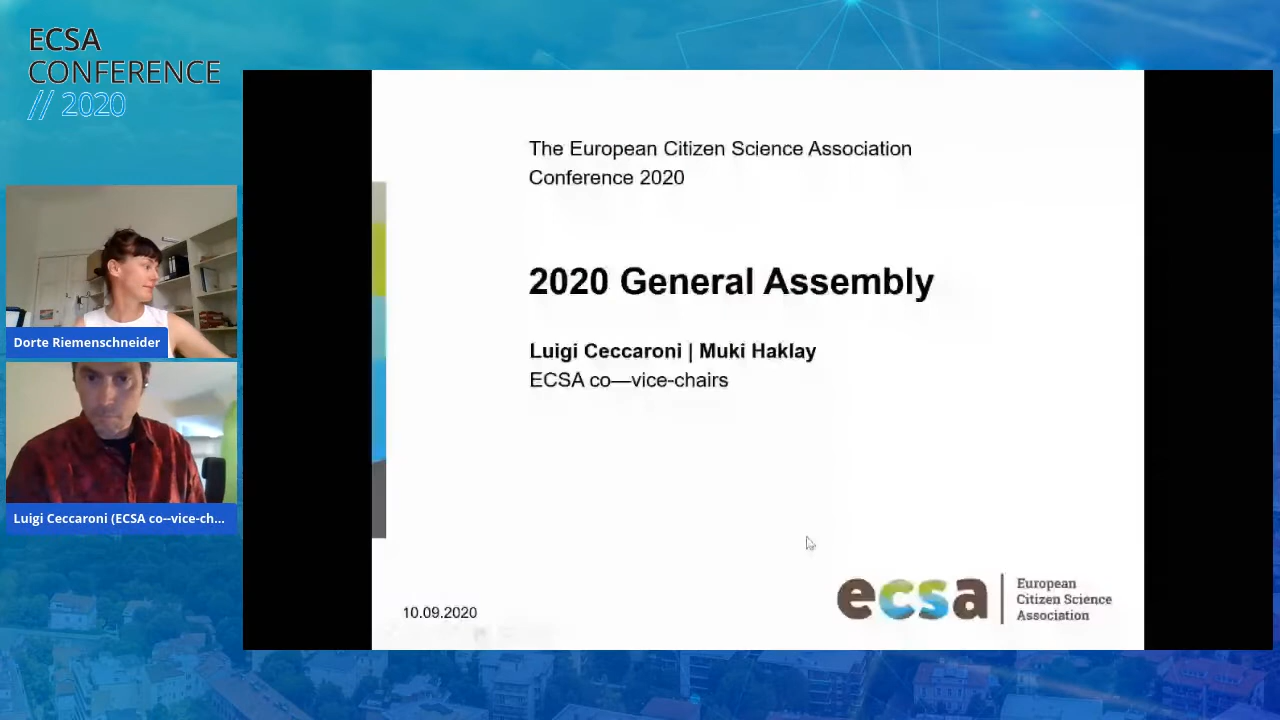 ECSA
CONFERENCE
// 2020
The European Citizen Science Association
Conference 2020
2020 General Assembly
Luigi Ceccaroni | Muki Haklay
ECSA co—vice-chairs
Dorte Riemenschneider
Luigi Ceccaroni (ECSA co--vice-ch...
10.09.2020
ecsa
European
Citizen Science
Association